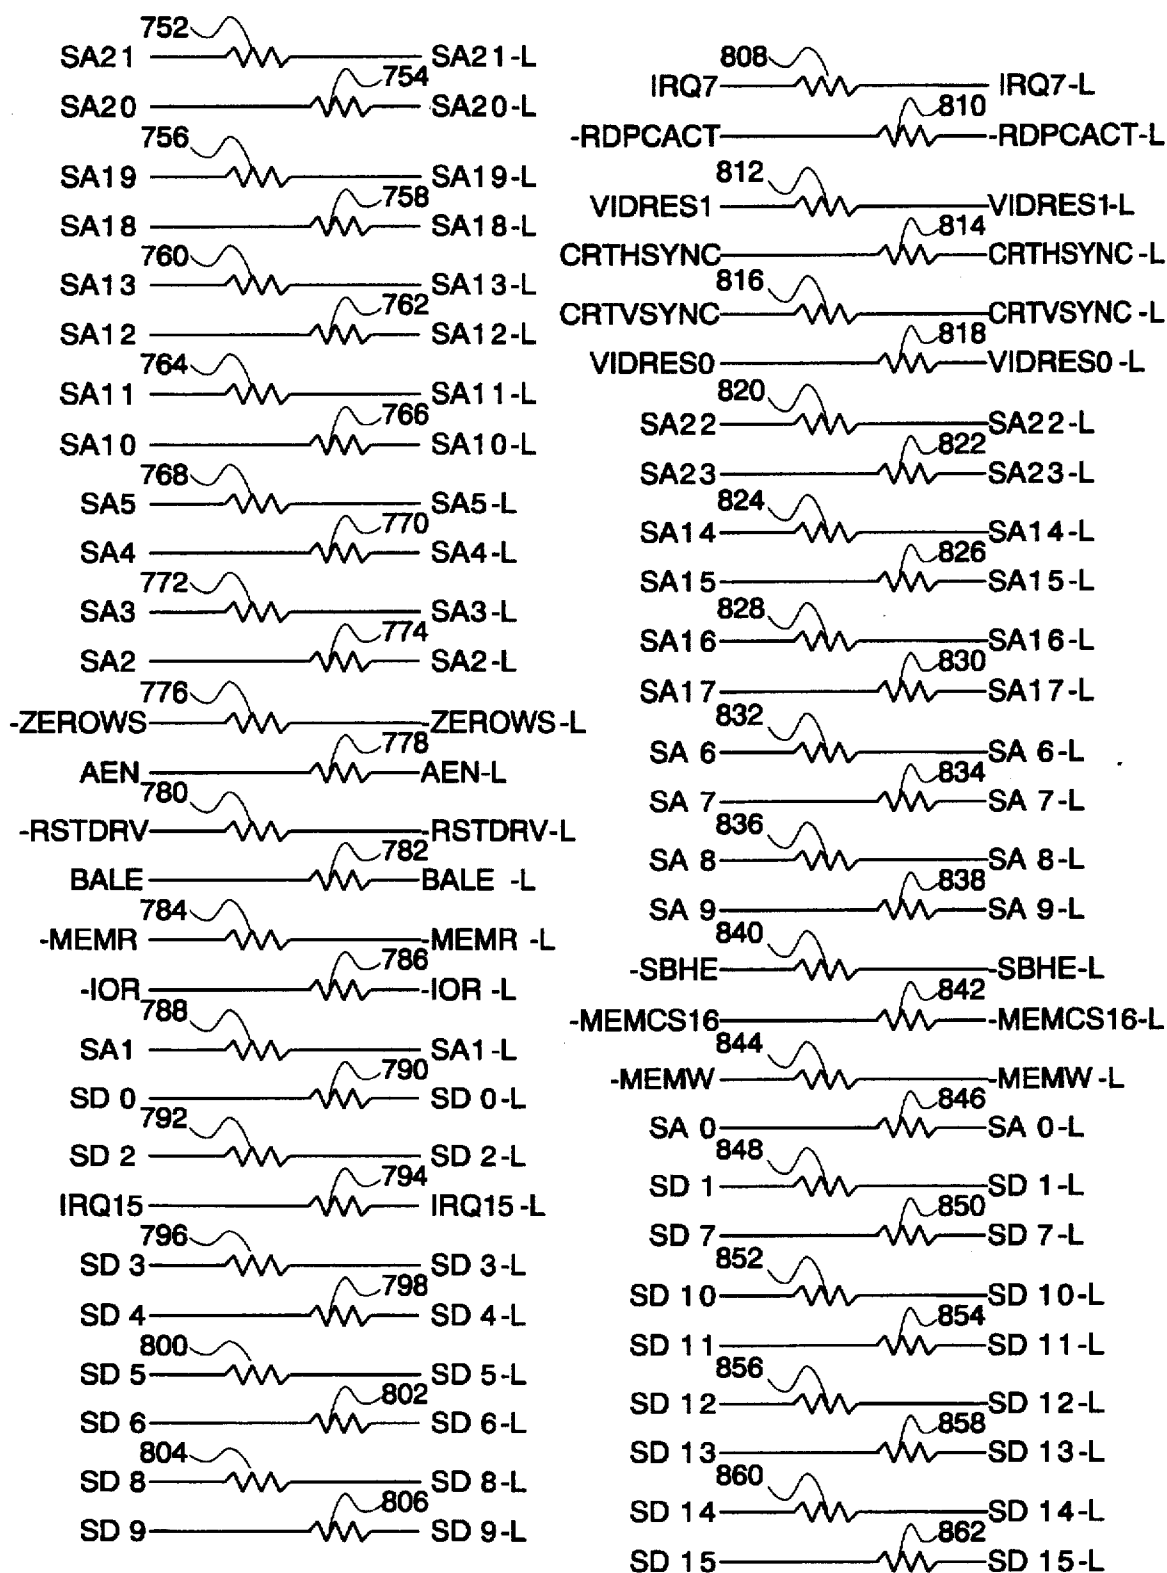 752
SA21 SA21-L
754
SA20 SA20-L
756
SA19 SA19-L
758
SA18 SA18-L
760
SA13 SA13-L
762
SA12 SA12-L
764
SA11 SA11-L
766
SA10 SA10-L
768
SA5 SA5-L
770
SA4 SA4-L
772
SA3 SA3-L
774
SA2 SA2-L
776
-ZEROWS -ZEROWS-L
778
AEN AEN-L
780
-RSTDRV -RSTDRV-L
782
BALE BALE -L
784
-MEMR -MEMR -L
786
-IOR -IOR -L
788
SA1 SA1-L
790
SD 0 SD 0-L
792
SD 2 SD 2-L
794
IRQ15 IRQ15-L
796
SD 3 SD 3-L
798
SD 4 SD 4-L
800
SD 5 SD 5-L
802
SD 6 SD 6-L
804
SD 8 SD 8-L
806
SD 9 SD 9-L
808
IRQ7 IRQ7-L
810
-RDPCACT -RDPCACT-L
812
VIDRES1 VIDRES1-L
814
CRTHSYNC CRTHSYNC-L
816
CRTVSYNC CRTVSYNC-L
818
VIDRES0 VIDRES0-L
820
SA22 SA22-L
822
SA23 SA23-L
824
SA14 SA14-L
826
SA15 SA15-L
828
SA16 SA16-L
830
SA17 SA17-L
832
SA 6 SA 6-L
834
SA 7 SA 7-L
836
SA 8 SA 8-L
838
SA 9 SA 9-L
840
-SBHE -SBHE-L
842
-MEMCS16 -MEMCS16-L
844
-MEMW -MEMW-L
846
SA 0 SA 0-L
848
SD 1 SD 1-L
850
SD 7 SD 7-L
852
SD 10 SD 10-L
854
SD 11 SD 11-L
856
SD 12 SD 12-L
858
SD 13 SD 13-L
860
SD 14 SD 14-L
862
SD 15 SD 15-L